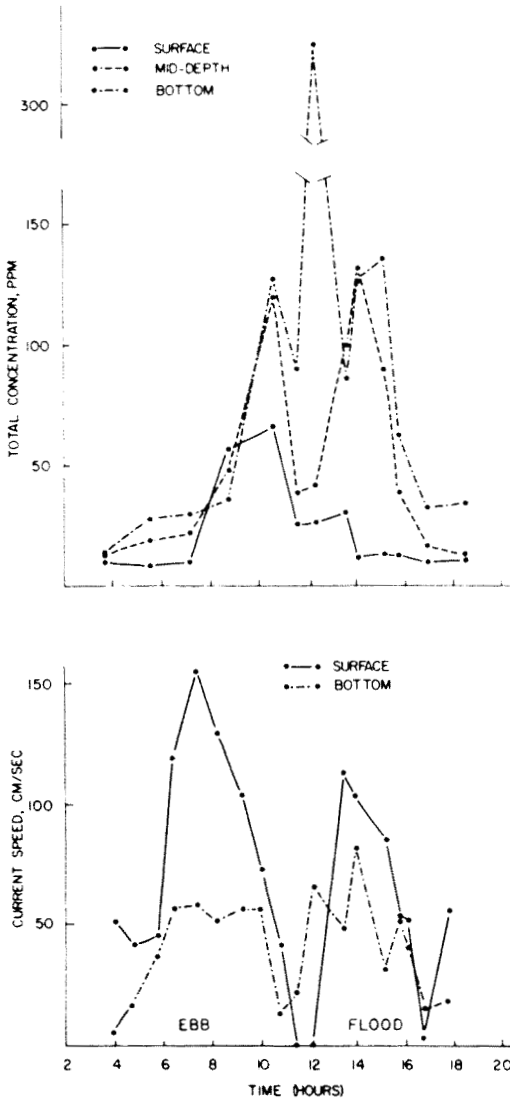 SURFACE
MID-DEPTH
BOTTOM
300
150
100
50
TOTAL CONCENTRATION, PPM
SURFACE
BOTTOM
150
100
50
CURRENT SPEED, CM/SEC
EBB
FLOOD
2 4 6 8 10 12 14 16 18 20
TIME (HOURS)